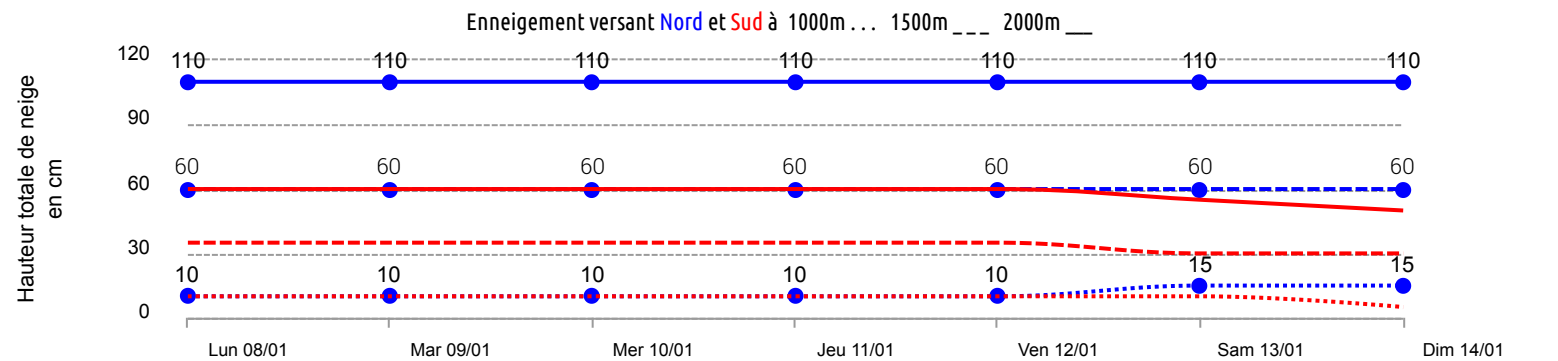 Enneigement versant Nord et Sud à 1000m . . . 1500m _ _ _ 2000m __
Hauteur totale de neige
en cm
120
110 110 110 110 110 110 110
90
60 60 60 60 60 60 60
60
30
10 10 10 10 10 15 15
0
Lun 08/01 Mar 09/01 Mer 10/01 Jeu 11/01 Ven 12/01 Sam 13/01 Dim 14/01